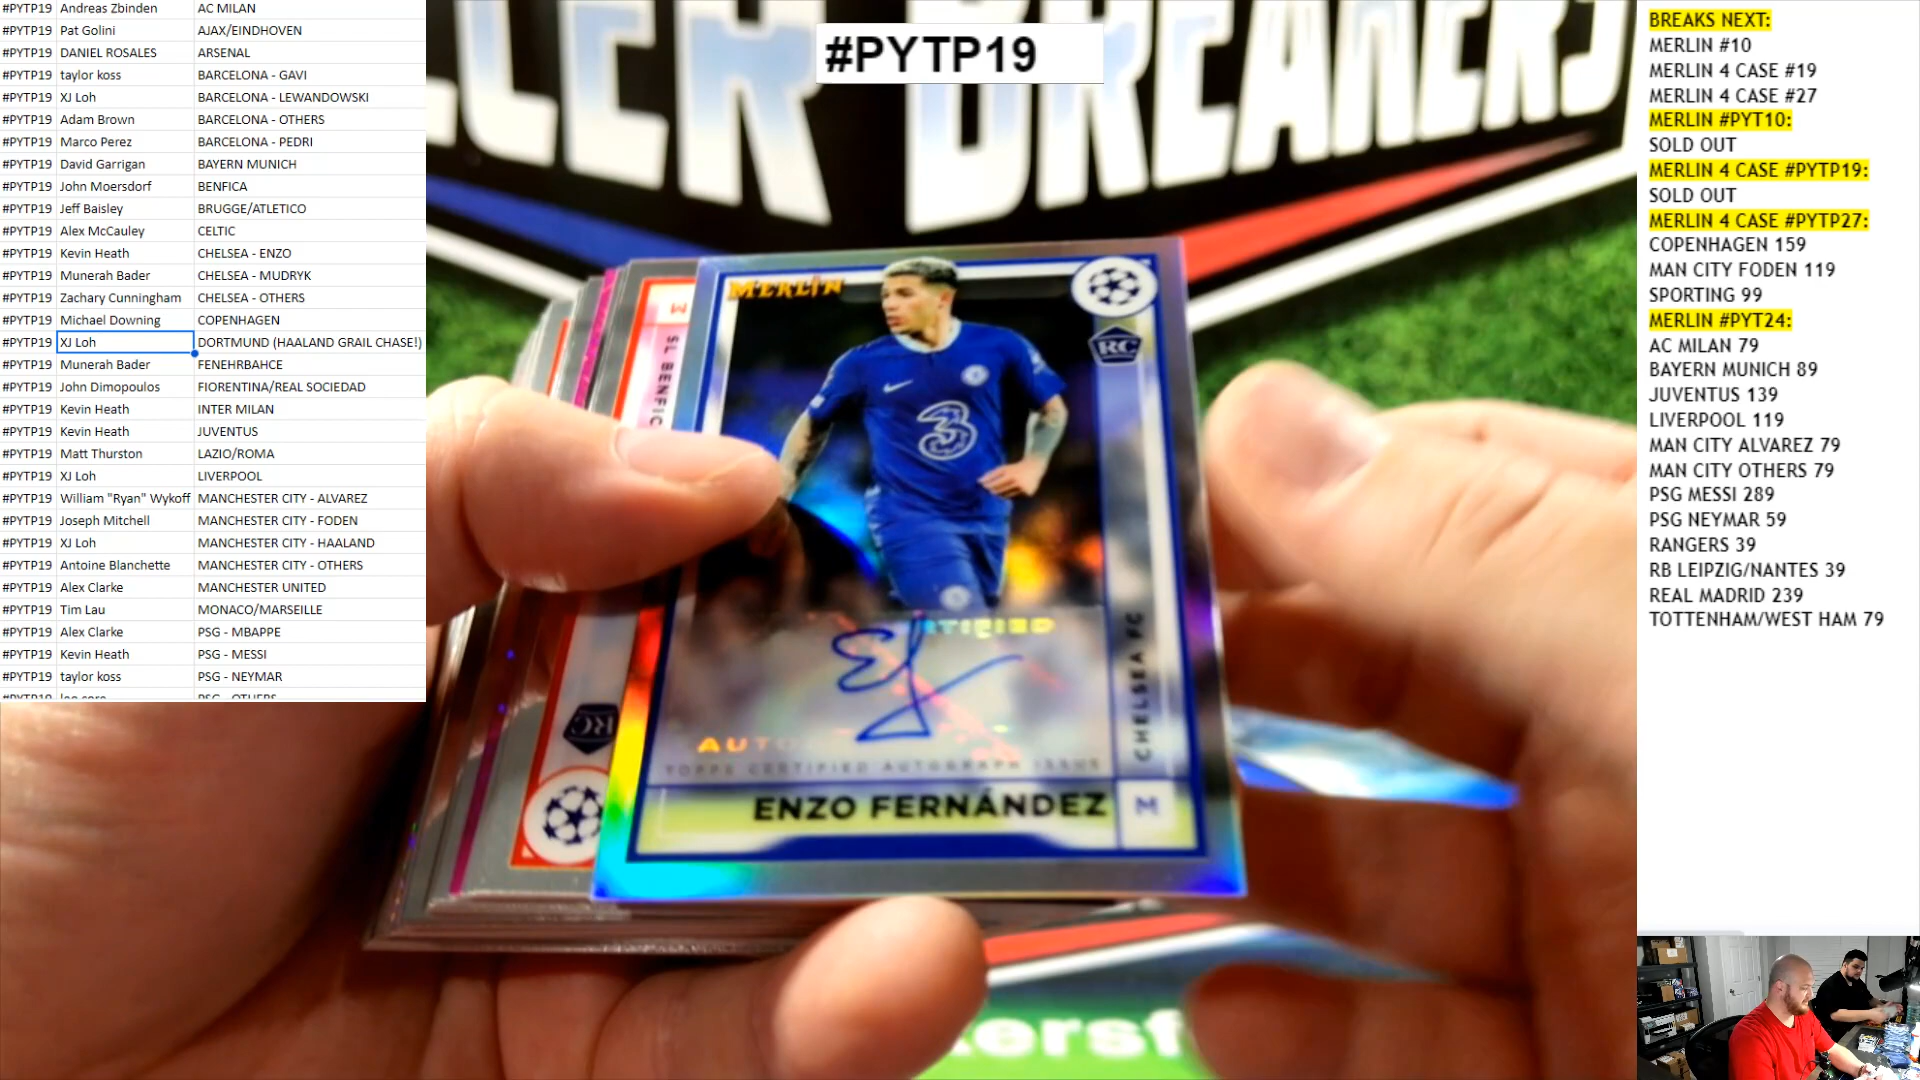 #PYTP19 Andreas Zbinden AC MILAN
#PYTP19 Pat Golini AJAX/EINDHOVEN
#PYTP19 DANIEL ROSALES ARSENAL
#PYTP19 taylor koss BARCELONA - GAVI
#PYTP19 XJ Loh BARCELONA - LEWANDOWSKI
#PYTP19 Adam Brown BARCELONA - OTHERS
#PYTP19 Marco Perez BARCELONA - PEDRI
#PYTP19 David Garrigan BAYERN MUNICH
#PYTP19 John Moersdorf BENFICA
#PYTP19 Jeff Baisley BRUGGE/ATLETICO
#PYTP19 Alex McCauley CELTIC
#PYTP19 Kevin Heath CHELSEA - ENZO
#PYTP19 Munerah Bader CHELSEA - MUDRYK
#PYTP19 Zachary Cunningham CHELSEA - OTHERS
#PYTP19 Michael Downing COPENHAGEN
#PYTP19 XJ Loh DORTMUND (HAALAND GRAIL CHASE!)
#PYTP19 Munerah Bader FENEHRBAHCE
#PYTP19 John Dimopoulos FIORENTINA/REAL SOCIEDAD
#PYTP19 Kevin Heath INTER MILAN
#PYTP19 Kevin Heath JUVENTUS
#PYTP19 Matt Thurston LAZIO/ROMA
#PYTP19 XJ Loh LIVERPOOL
#PYTP19 William "Ryan" Wykoff MANCHESTER CITY - ALVAREZ
#PYTP19 Joseph Mitchell MANCHESTER CITY - FODEN
#PYTP19 XJ Loh MANCHESTER CITY - HAALAND
#PYTP19 Antoine Blanchette MANCHESTER CITY - OTHERS
#PYTP19 Alex Clarke MANCHESTER UNITED
#PYTP19 Tim Lau MONACO/MARSEILLE
#PYTP19 Alex Clarke PSG - MBAPPE
#PYTP19 Kevin Heath PSG - MESSI
#PYTP19 taylor koss PSG - NEYMAR
#PYTP19
BREAKERS
MERLIN
RC
3
SL BENFIC
RC
CHELSEA FC
TOPPS CERTIFIED AUTOGRAPH ISSUE
ENZO FERNÁNDEZ
M
BREAKS NEXT:
MERLIN #10
MERLIN 4 CASE #19
MERLIN 4 CASE #27
MERLIN #PYT10:
SOLD OUT
MERLIN 4 CASE #PYTP19:
SOLD OUT
MERLIN 4 CASE #PYTP27:
COPENHAGEN 159
MAN CITY FODEN 119
SPORTING 99
MERLIN #PYT24:
AC MILAN 79
BAYERN MUNICH 89
JUVENTUS 139
LIVERPOOL 119
MAN CITY ALVAREZ 79
MAN CITY OTHERS 79
PSG MESSI 289
PSG NEYMAR 59
RANGERS 39
RB LEIPZIG/NANTES 39
REAL MADRID 239
TOTTENHAM/WEST HAM 79